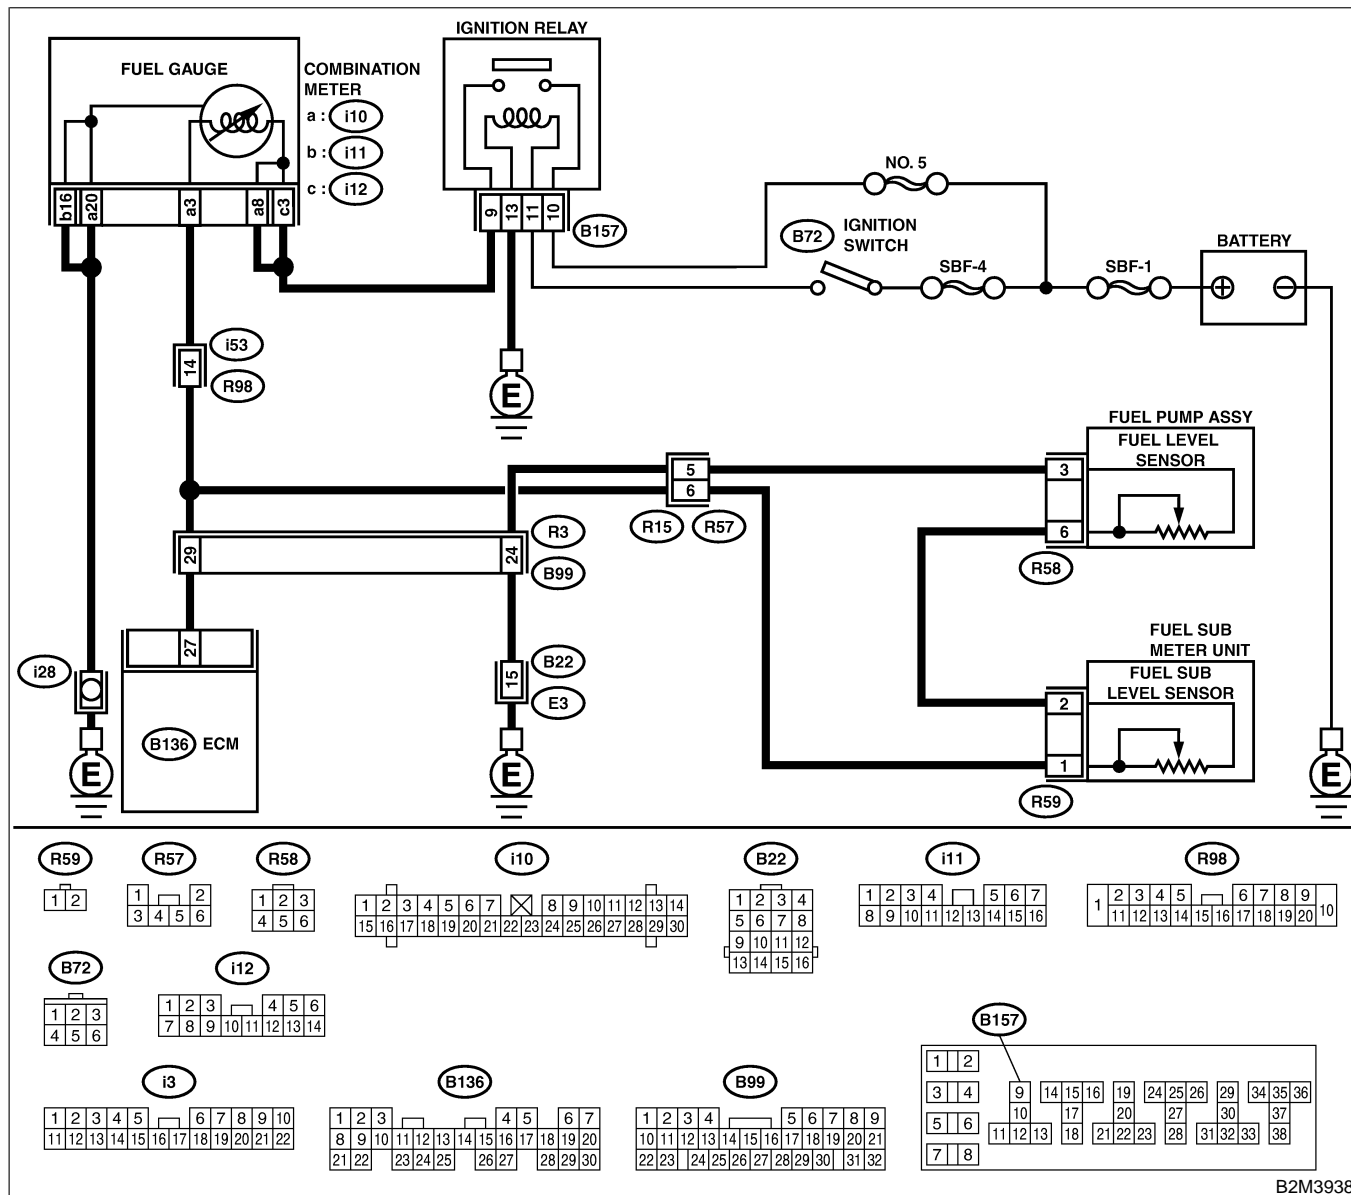 IGNITION RELAY
FUEL GAUGE
COMBINATION
METER
a : i10
b : i11
c : i12
b16 a20 a3 a8 c3
9 13 11 10
B157
NO. 5
B72
IGNITION
SWITCH
SBF-4
SBF-1
BATTERY
i53
14
R98
E
FUEL PUMP ASSY
FUEL LEVEL
SENSOR
5
6
3
6
R15 R57
R58
R3
29 24
B99
27
B136 ECM
i28
B22
15
E3
E
E
FUEL SUB
METER UNIT
FUEL SUB
LEVEL SENSOR
2
1
R59
E
R59
1 2
R57
1 2
3 4 5 6
R58
1 2 3
4 5 6
i10
1 2 3 4 5 6 7 8 9 10 11 12 13 14
15 16 17 18 19 20 21 22 23 24 25 26 27 28 29 30
B22
1 2 3 4
5 6 7 8
9 10 11 12
13 14 15 16
i11
1 2 3 4 5 6 7
8 9 10 11 12 13 14 15 16
R98
1 2 3 4 5 6 7 8 9 10
11 12 13 14 15 16 17 18 19 20
B72
1 2 3
4 5 6
i12
1 2 3 4 5 6
7 8 9 10 11 12 13 14
i3
1 2 3 4 5 6 7 8 9 10
11 12 13 14 15 16 17 18 19 20 21 22
B136
1 2 3 4 5 6 7
8 9 10 11 12 13 14 15 16 17 18 19 20
21 22 23 24 25 26 27 28 29 30
B99
1 2 3 4 5 6 7 8 9
10 11 12 13 14 15 16 17 18 19 20 21
22 23 24 25 26 27 28 29 30 31 32
B157
1 2
3 4 9 14 15 16 19 24 25 26 29 34 35 36
10 17 20 27 30 37
5 6 11 12 13 18 21 22 23 28 31 32 33 38
7 8
B2M3938